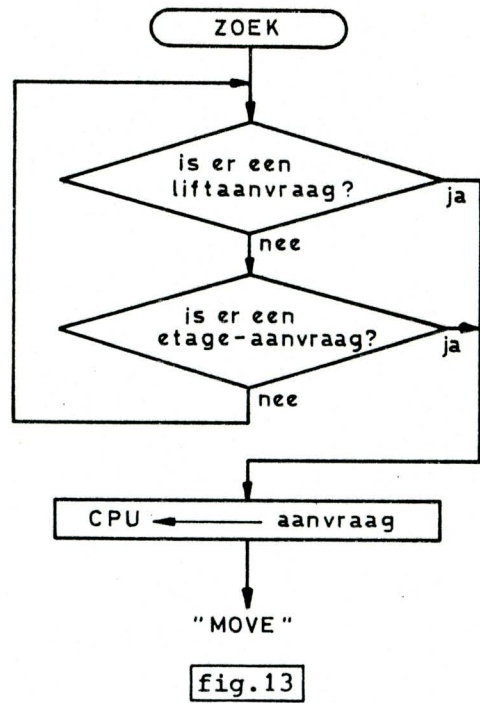 ZOEK
is er een
liftaanvraag?
ja
nee
is er een
etage-aanvraag?
ja
nee
CPU ← aanvraag
"MOVE"
fig.13